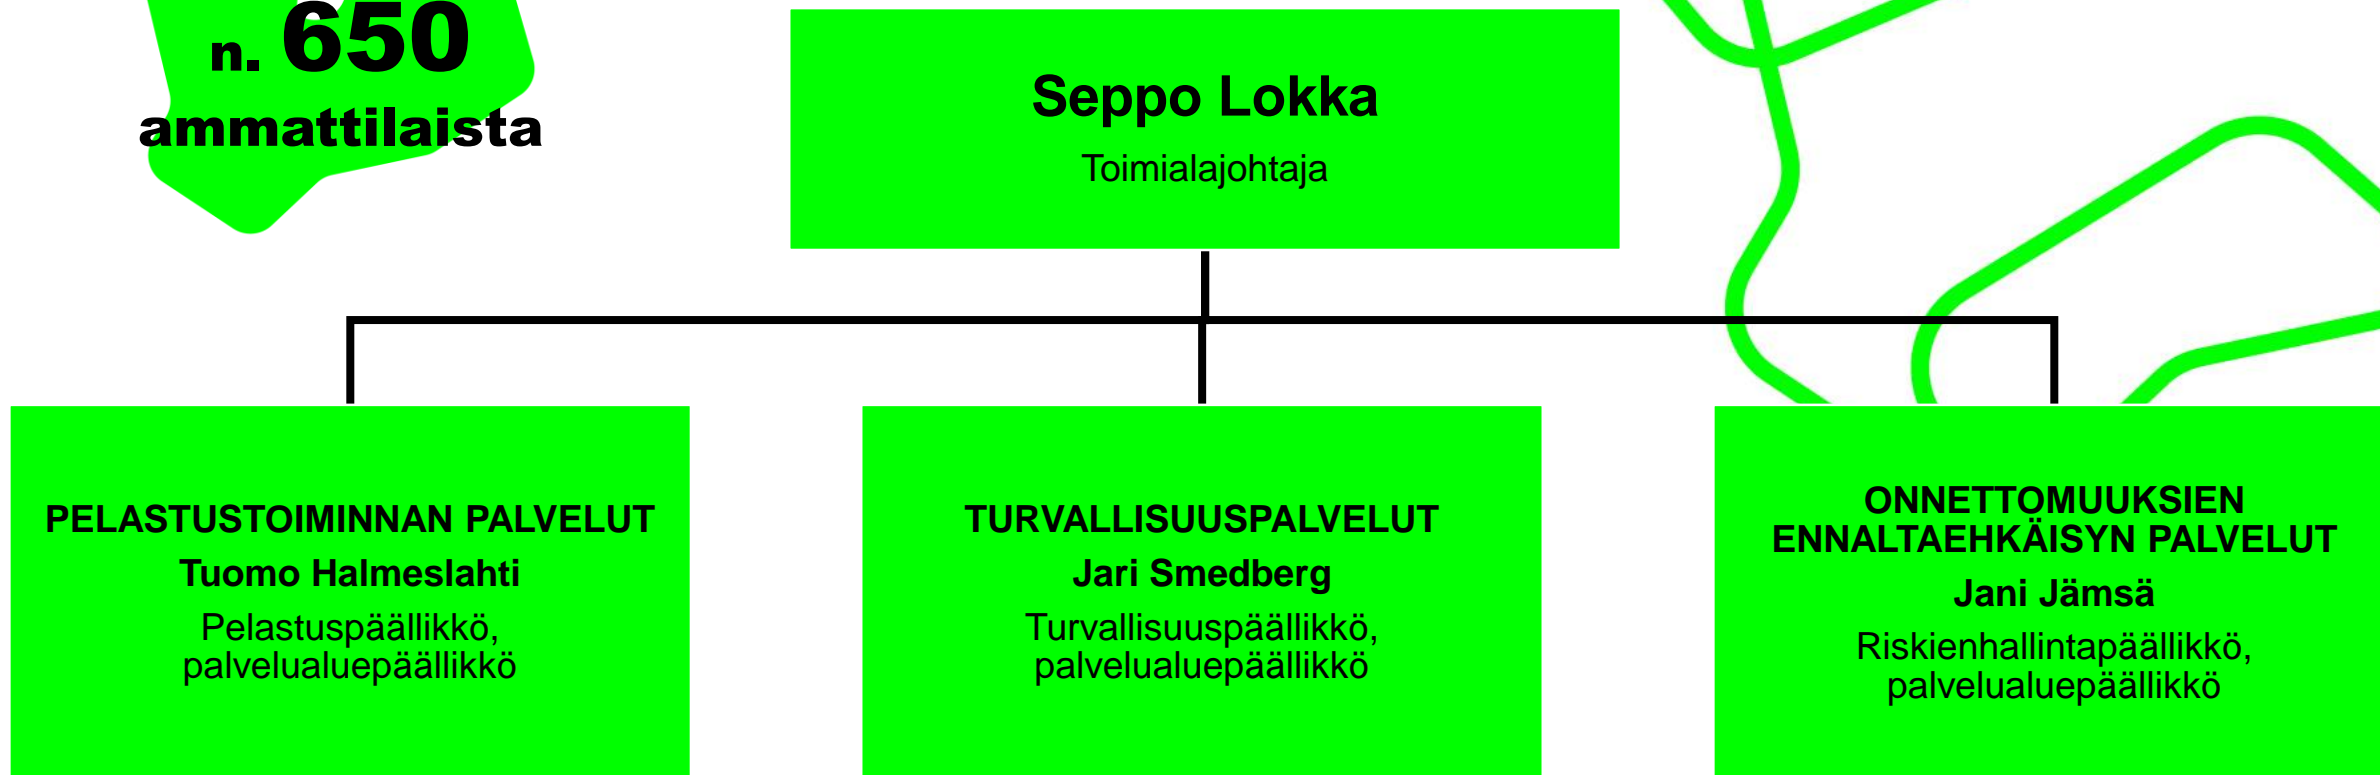 n. 650
ammattilaista
Seppo Lokka
Toimialajohtaja
PELASTUSTOIMINNAN PALVELUT
Tuomo Halmeslahti
Pelastuspäällikkö,
palvelualuepäällikkö
TURVALLISUUSPALVELUT
Jari Smedberg
Turvallisuuspäällikkö,
palvelualuepäällikkö
ONNETTOMUUKSIEN
ENNALTAEHKÄISYN PALVELUT
Jani Jämsä
Riskienhallintapäällikkö,
palvelualuepäällikkö